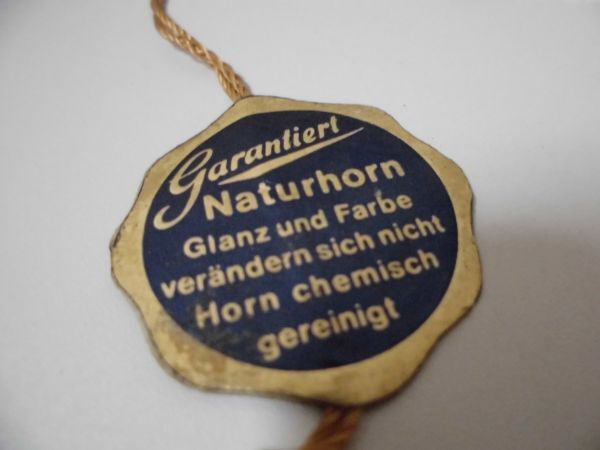 Garantiert
Naturhorn
Glanz und Farbe
verändern sich nicht
Horn chemisch
gereinigt